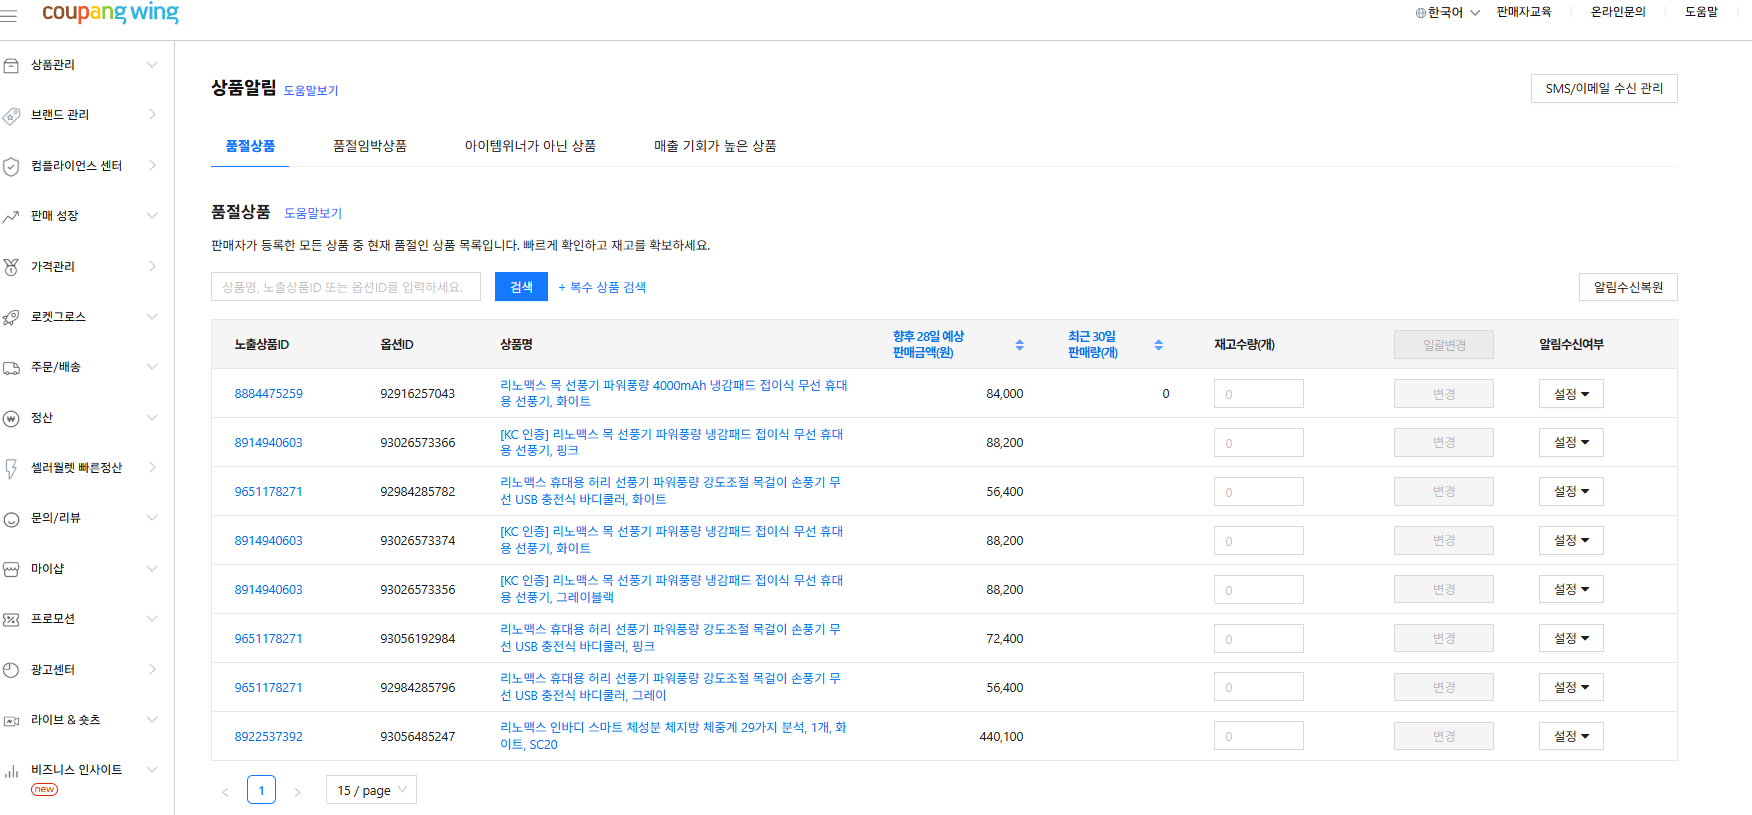 coupang wing
한국어
판매자교육
온라인문의
도움말
상품관리
브랜드 관리
컴플라이언스 센터
판매 성장
가격관리
로켓그로스
주문/배송
정산
셀러월렛 빠른정산
문의/리뷰
마이샵
프로모션
광고센터
라이브 & 숏츠
비즈니스 인사이트
new
상품알림 도움말보기
SMS/이메일 수신 관리
품절상품 품절임박상품 아이템위너가 아닌 상품 매출 기회가 높은 상품
품절상품 도움말보기
판매자가 등록한 모든 상품 중 현재 품절인 상품 목록입니다. 빠르게 확인하고 재고를 확보하세요.
상품명, 노출상품ID 또는 옵션ID를 입력하세요. 검색 + 복수 상품 검색 알림수신복원
노출상품ID 옵션ID 상품명 향후 28일 예상 최근 30일 재고수량(개) 일괄변경 알림수신여부
판매금액(원) 판매량(개)
8884475259 92916257043 리노맥스 목 선풍기 파워풍량 4000mAh 냉감패드 접이식 무선 휴대 84,000 0 0 변경 설정
용 선풍기, 화이트
8914940603 93026573366 [KC 인증] 리노맥스 목 선풍기 파워풍량 냉감패드 접이식 무선 휴대 88,200 0 변경 설정
용 선풍기, 핑크
9651178271 92984285782 리노맥스 휴대용 허리 선풍기 파워풍량 강도조절 목걸이 손풍기 무 56,400 0 변경 설정
선 USB 충전식 바디쿨러, 화이트
8914940603 93026573374 [KC 인증] 리노맥스 목 선풍기 파워풍량 냉감패드 접이식 무선 휴대 88,200 0 변경 설정
용 선풍기, 화이트
8914940603 93026573356 [KC 인증] 리노맥스 목 선풍기 파워풍량 냉감패드 접이식 무선 휴대 88,200 0 변경 설정
용 선풍기, 그레이블랙
9651178271 93056192984 리노맥스 휴대용 허리 선풍기 파워풍량 강도조절 목걸이 손풍기 무 72,400 0 변경 설정
선 USB 충전식 바디쿨러, 핑크
9651178271 92984285796 리노맥스 휴대용 허리 선풍기 파워풍량 강도조절 목걸이 손풍기 무 56,400 0 변경 설정
선 USB 충전식 바디쿨러, 그레이
8922537392 93056485247 리노맥스 인바디 스마트 체성분 체지방 체중계 29가지 분석, 1개, 화 440,100 0 변경 설정
이트, SC20
< 1 > 15 / page